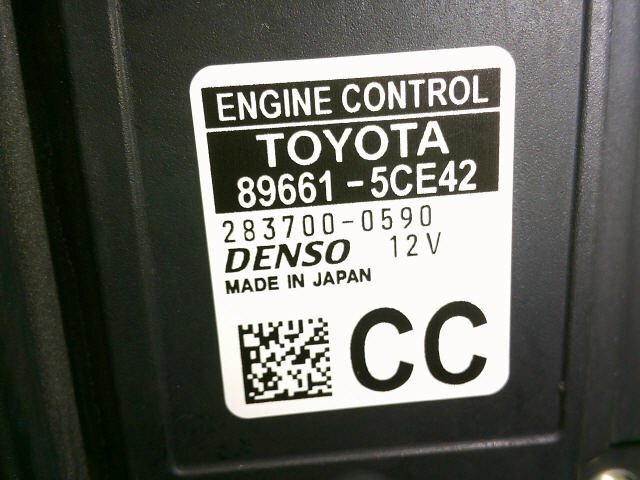 ENGINE CONTROL
TOYOTA
89661-5CE42
283700-0590
DENSO 12V
MADE IN JAPAN
CC